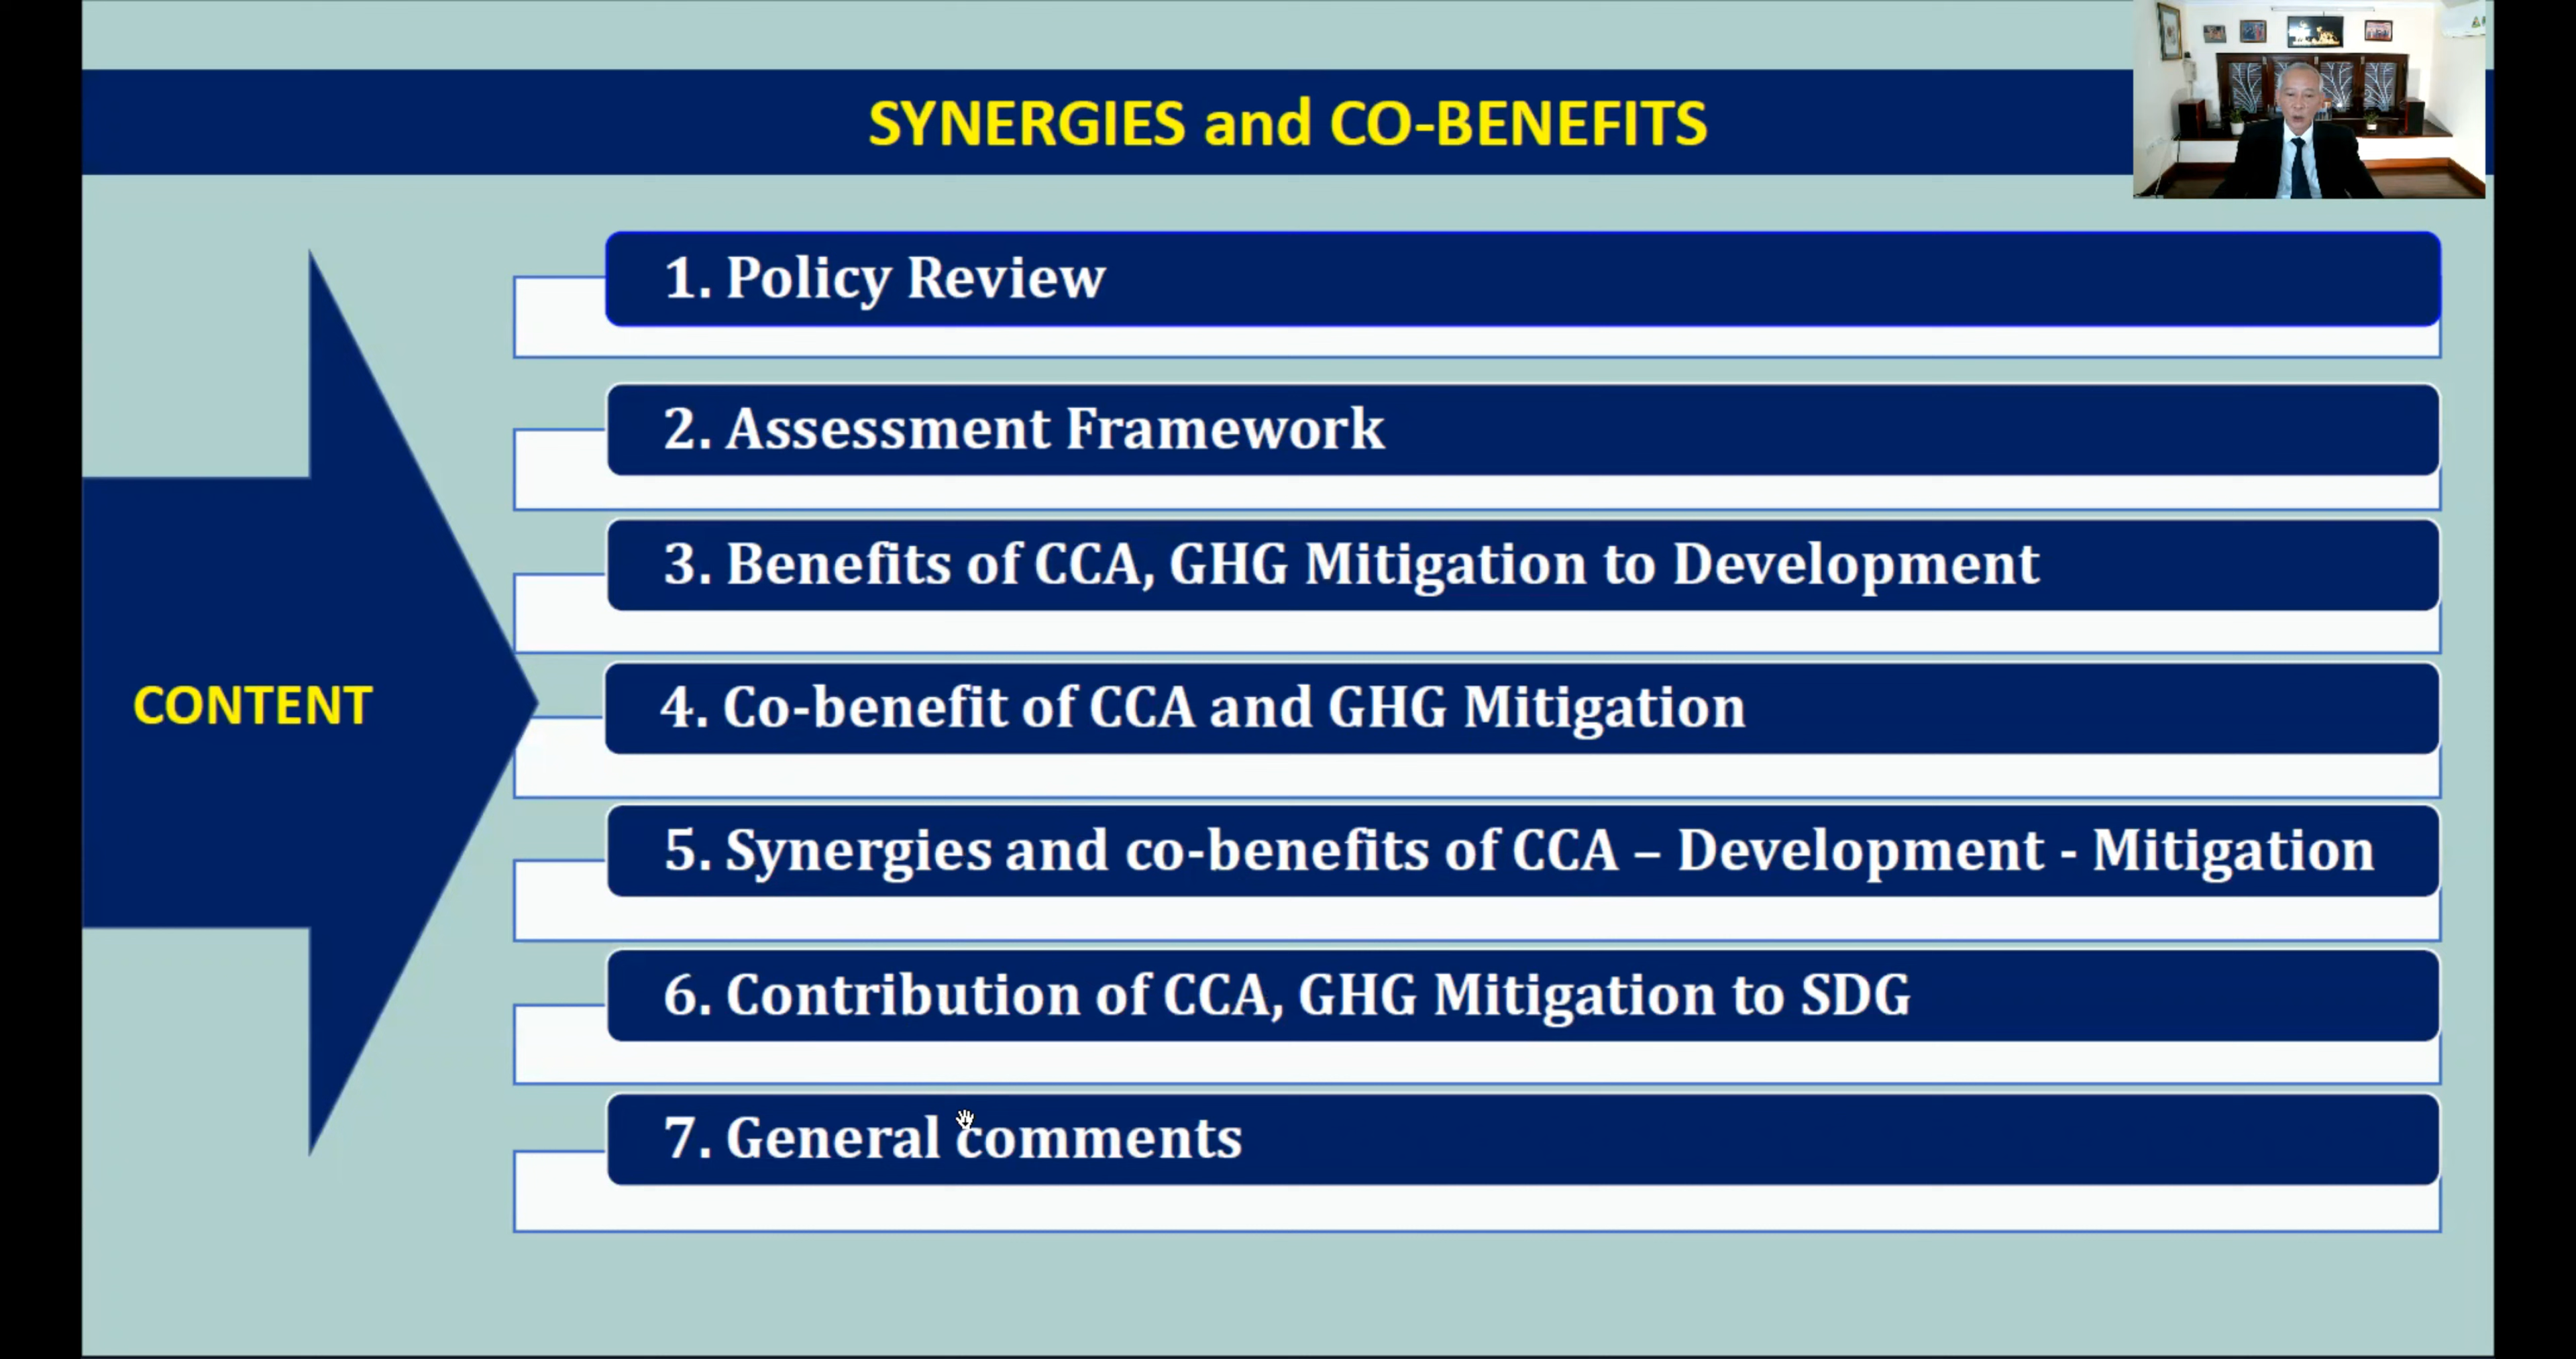 SYNERGIES and CO-BENEFITS
CONTENT
1. Policy Review
2. Assessment Framework
3. Benefits of CCA, GHG Mitigation to Development
4. Co-benefit of CCA and GHG Mitigation
5. Synergies and co-benefits of CCA – Development - Mitigation
6. Contribution of CCA, GHG Mitigation to SDG
7. General comments